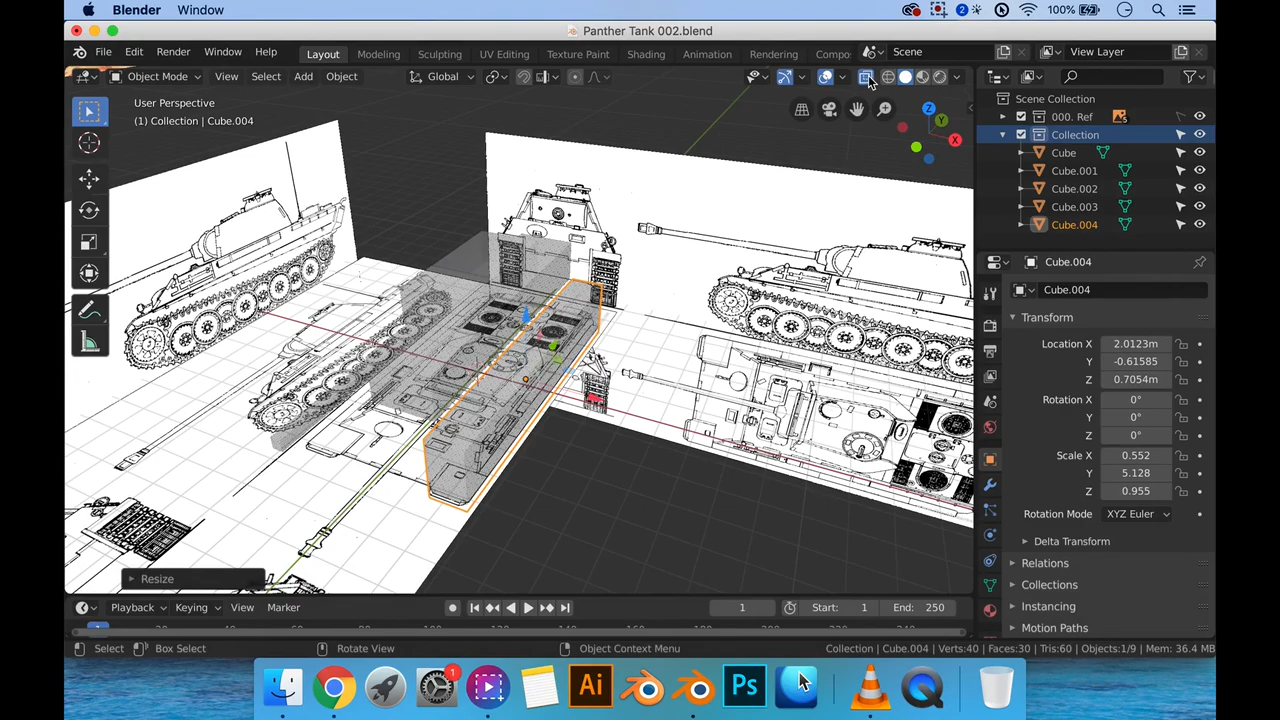 Blender Window 100%
Panther Tank 002.blend
File Edit Render Window Help Layout Modeling Sculpting UV Editing Texture Paint Shading Animation Rendering Compo Scene View Layer
Object Mode View Select Add Object Global
User Perspective
(1) Collection | Cube.004
Z
Y
X
Scene Collection
000. Ref 5
Collection
Cube
Cube.001
Cube.002
Cube.003
Cube.004
Cube.004
Cube.004
Transform
Location X 2.0123m
Y -0.61585
Z 0.7054m
Rotation X 0°
Y 0°
Z 0°
Scale X 0.552
Y 5.128
Z 0.955
Rotation Mode XYZ Euler
Delta Transform
Relations
Collections
Instancing
Motion Paths
Resize
Playback Keying View Marker 1 Start: 1 End: 250
Select Box Select Rotate View Object Context Menu Collection | Cube.004 | Verts:40 | Faces:30 | Tris:60 | Objects:1/9 | Mem: 36.4 M
1
Ai Ps